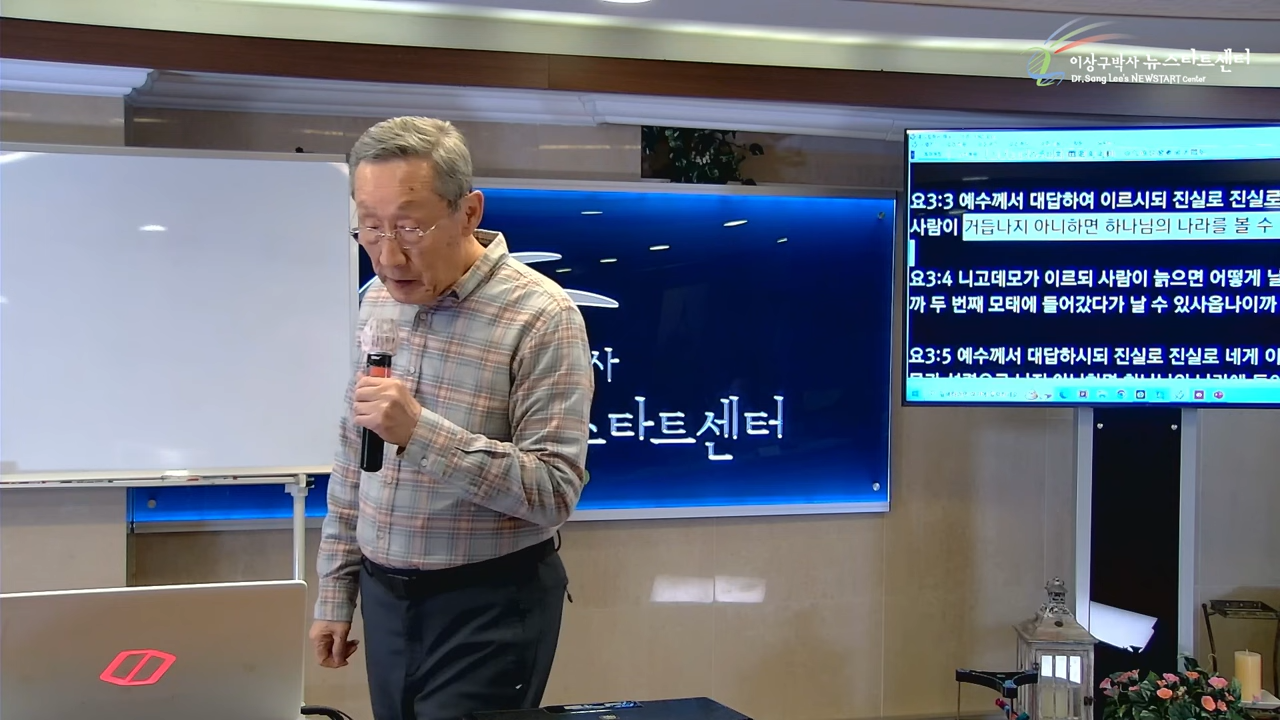 이상구박사 뉴스타트센터
Dr. Sang Lee's NEWSTART Center
요3:3 예수께서 대답하여 이르시되 진실로 진실로
사람이 거듭나지 아니하면 하나님의 나라를 볼 수
요3:4 니고데모가 이르되 사람이 늙으면 어떻게 날
까 두 번째 모태에 들어갔다가 날 수 있사옵나이까
요3:5 예수께서 대답하시되 진실로 진실로 네게 이
사
스타트센터